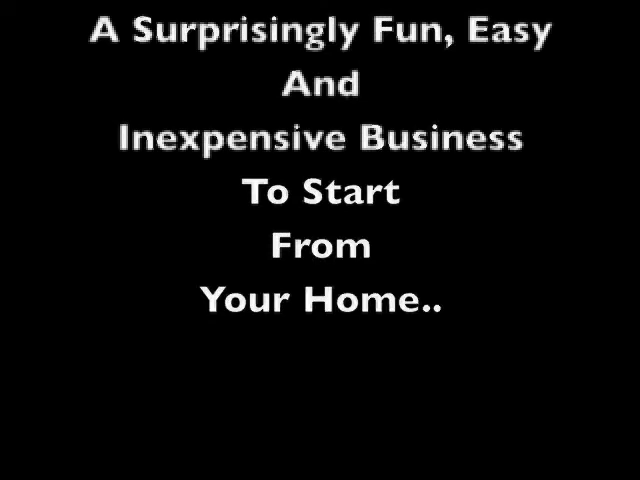 A Surprisingly Fun, Easy
And
Inexpensive Business
To Start
From
Your Home..